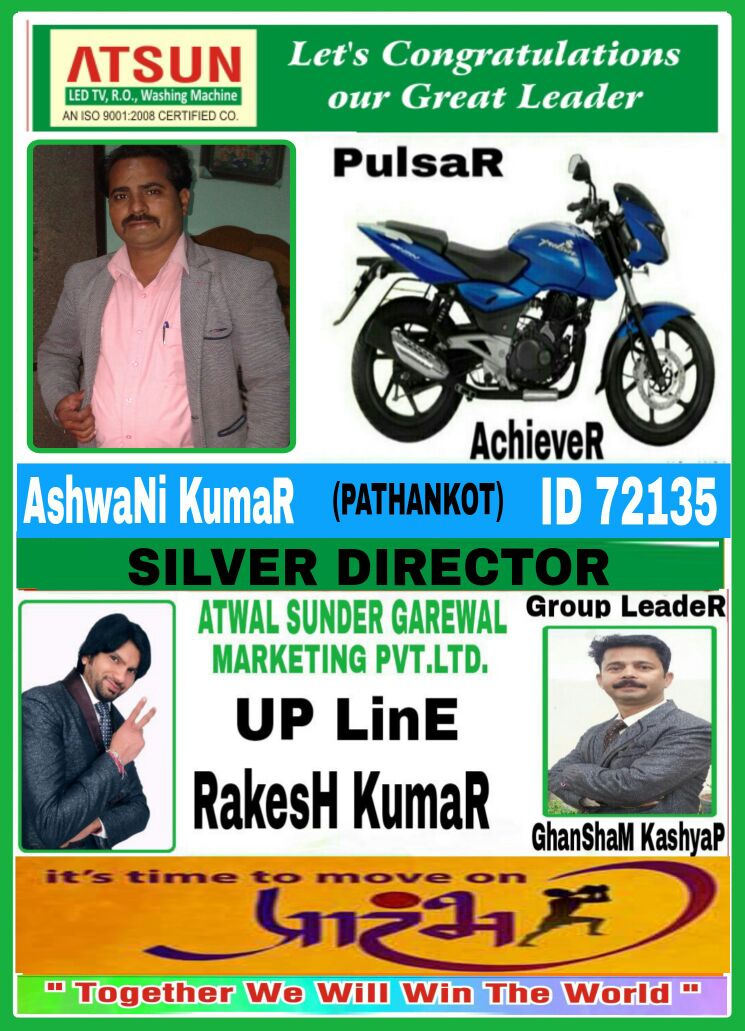 ATSUN
LED TV, R.O., Washing Machine
AN ISO 9001:2008 CERTIFIED CO.
Let's Congratulations
our Great Leader
PulsaR
AchieveR
AshwaNi KumaR (PATHANKOT) ID 72135
SILVER DIRECTOR
ATWAL SUNDER GAREWAL
MARKETING PVT.LTD.
UP LinE
RakesH KumaR
Group LeadeR
GhanShaM KashyaP
it's time to move on
प्रारंभ
" Together We Will Win The World "